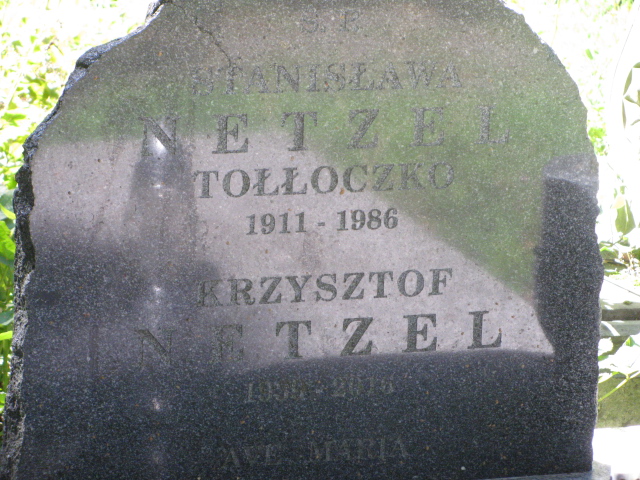 Ś. P.
STANISŁAWA
NETZEL
TOŁŁOCZKO
1911 - 1986
KRZYSZTOF
NETZEL
AVE MARIA